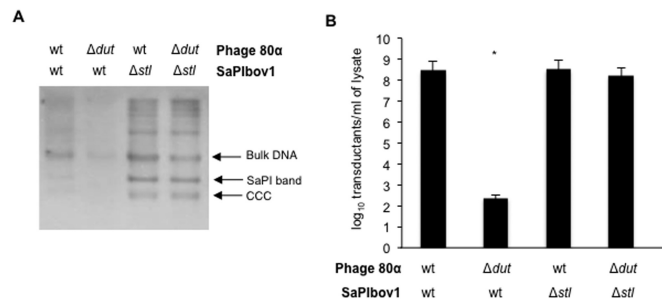 A
wt Δdut wt Δdut Phage 80α
wt wt Δstl Δstl SaPIbov1
Bulk DNA
SaPI band
CCC
B
log10 transductants/ml of lysate
10
9
8
7
6
5
4
3
2
1
0
*
Phage 80α wt Δdut wt Δdut
SaPIbov1 wt wt Δstl Δstl